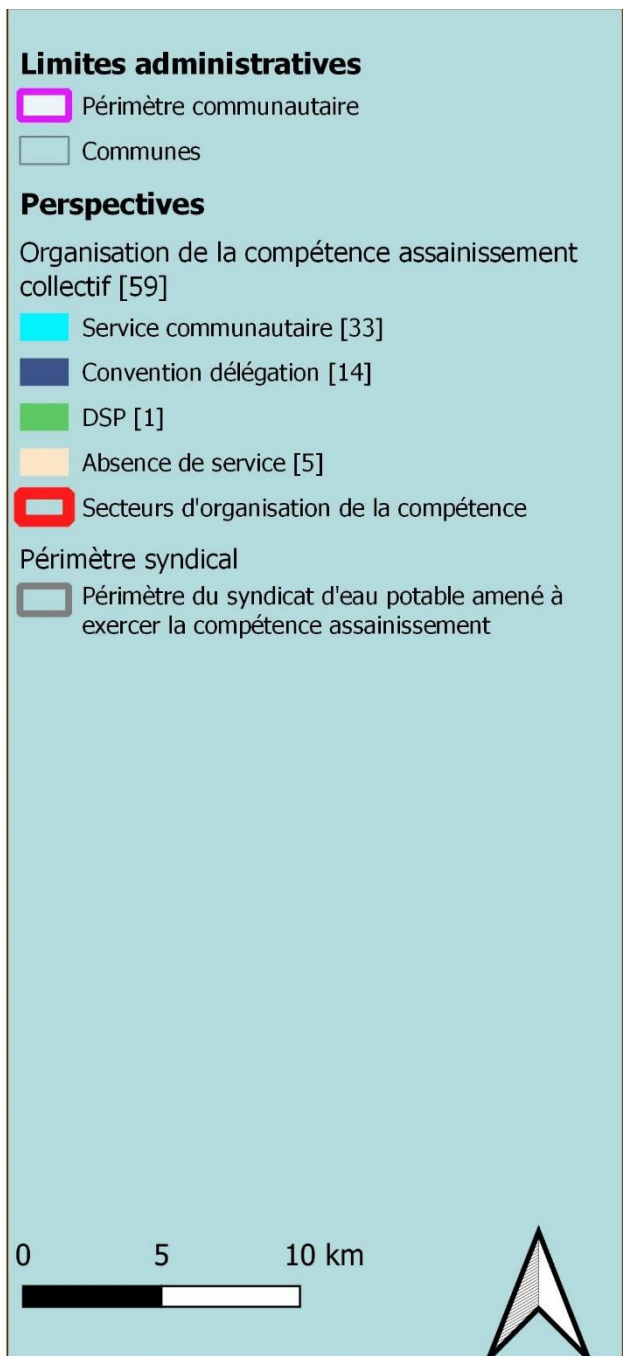 Limites administratives
Périmètre communautaire
Communes
Perspectives
Organisation de la compétence assainissement
collectif [59]
Service communautaire [33]
Convention délégation [14]
DSP [1]
Absence de service [5]
Secteurs d'organisation de la compétence
Périmètre syndical
Périmètre du syndicat d'eau potable amené à
exercer la compétence assainissement
0 5 10 km